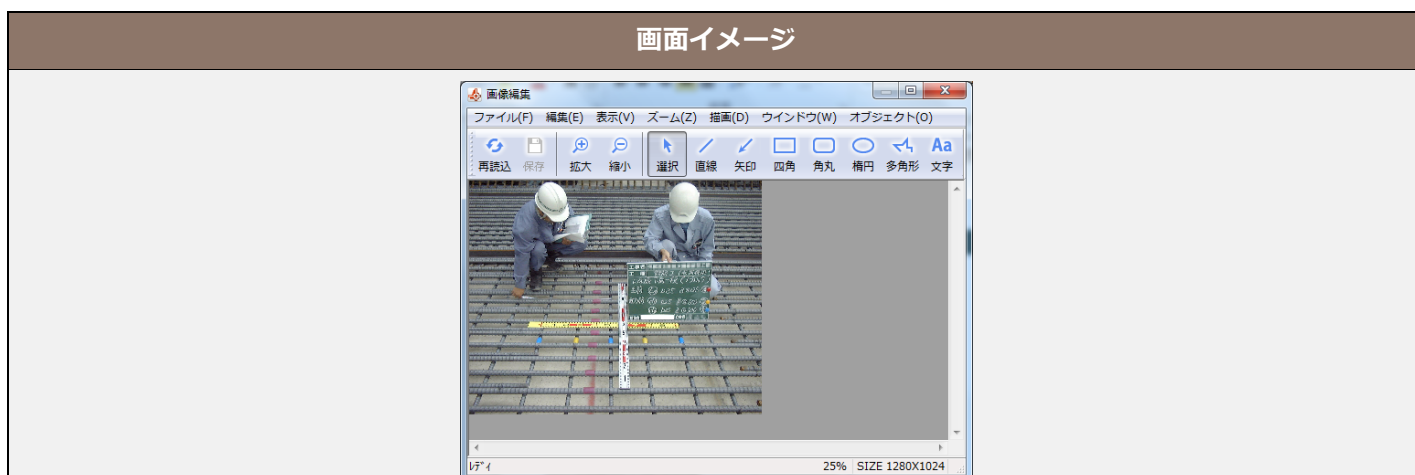 画面イメージ
画像編集
ファイル(F) 編集(E) 表示(V) ズーム(Z) 描画(D) ウインドウ(W) オブジェクト(O)
再読込 保存 拡大 縮小 選択 直線 矢印 四角 角丸 楕円 多角形 Aa 文字
ﾚﾃﾞｨ 25% SIZE 1280X1024